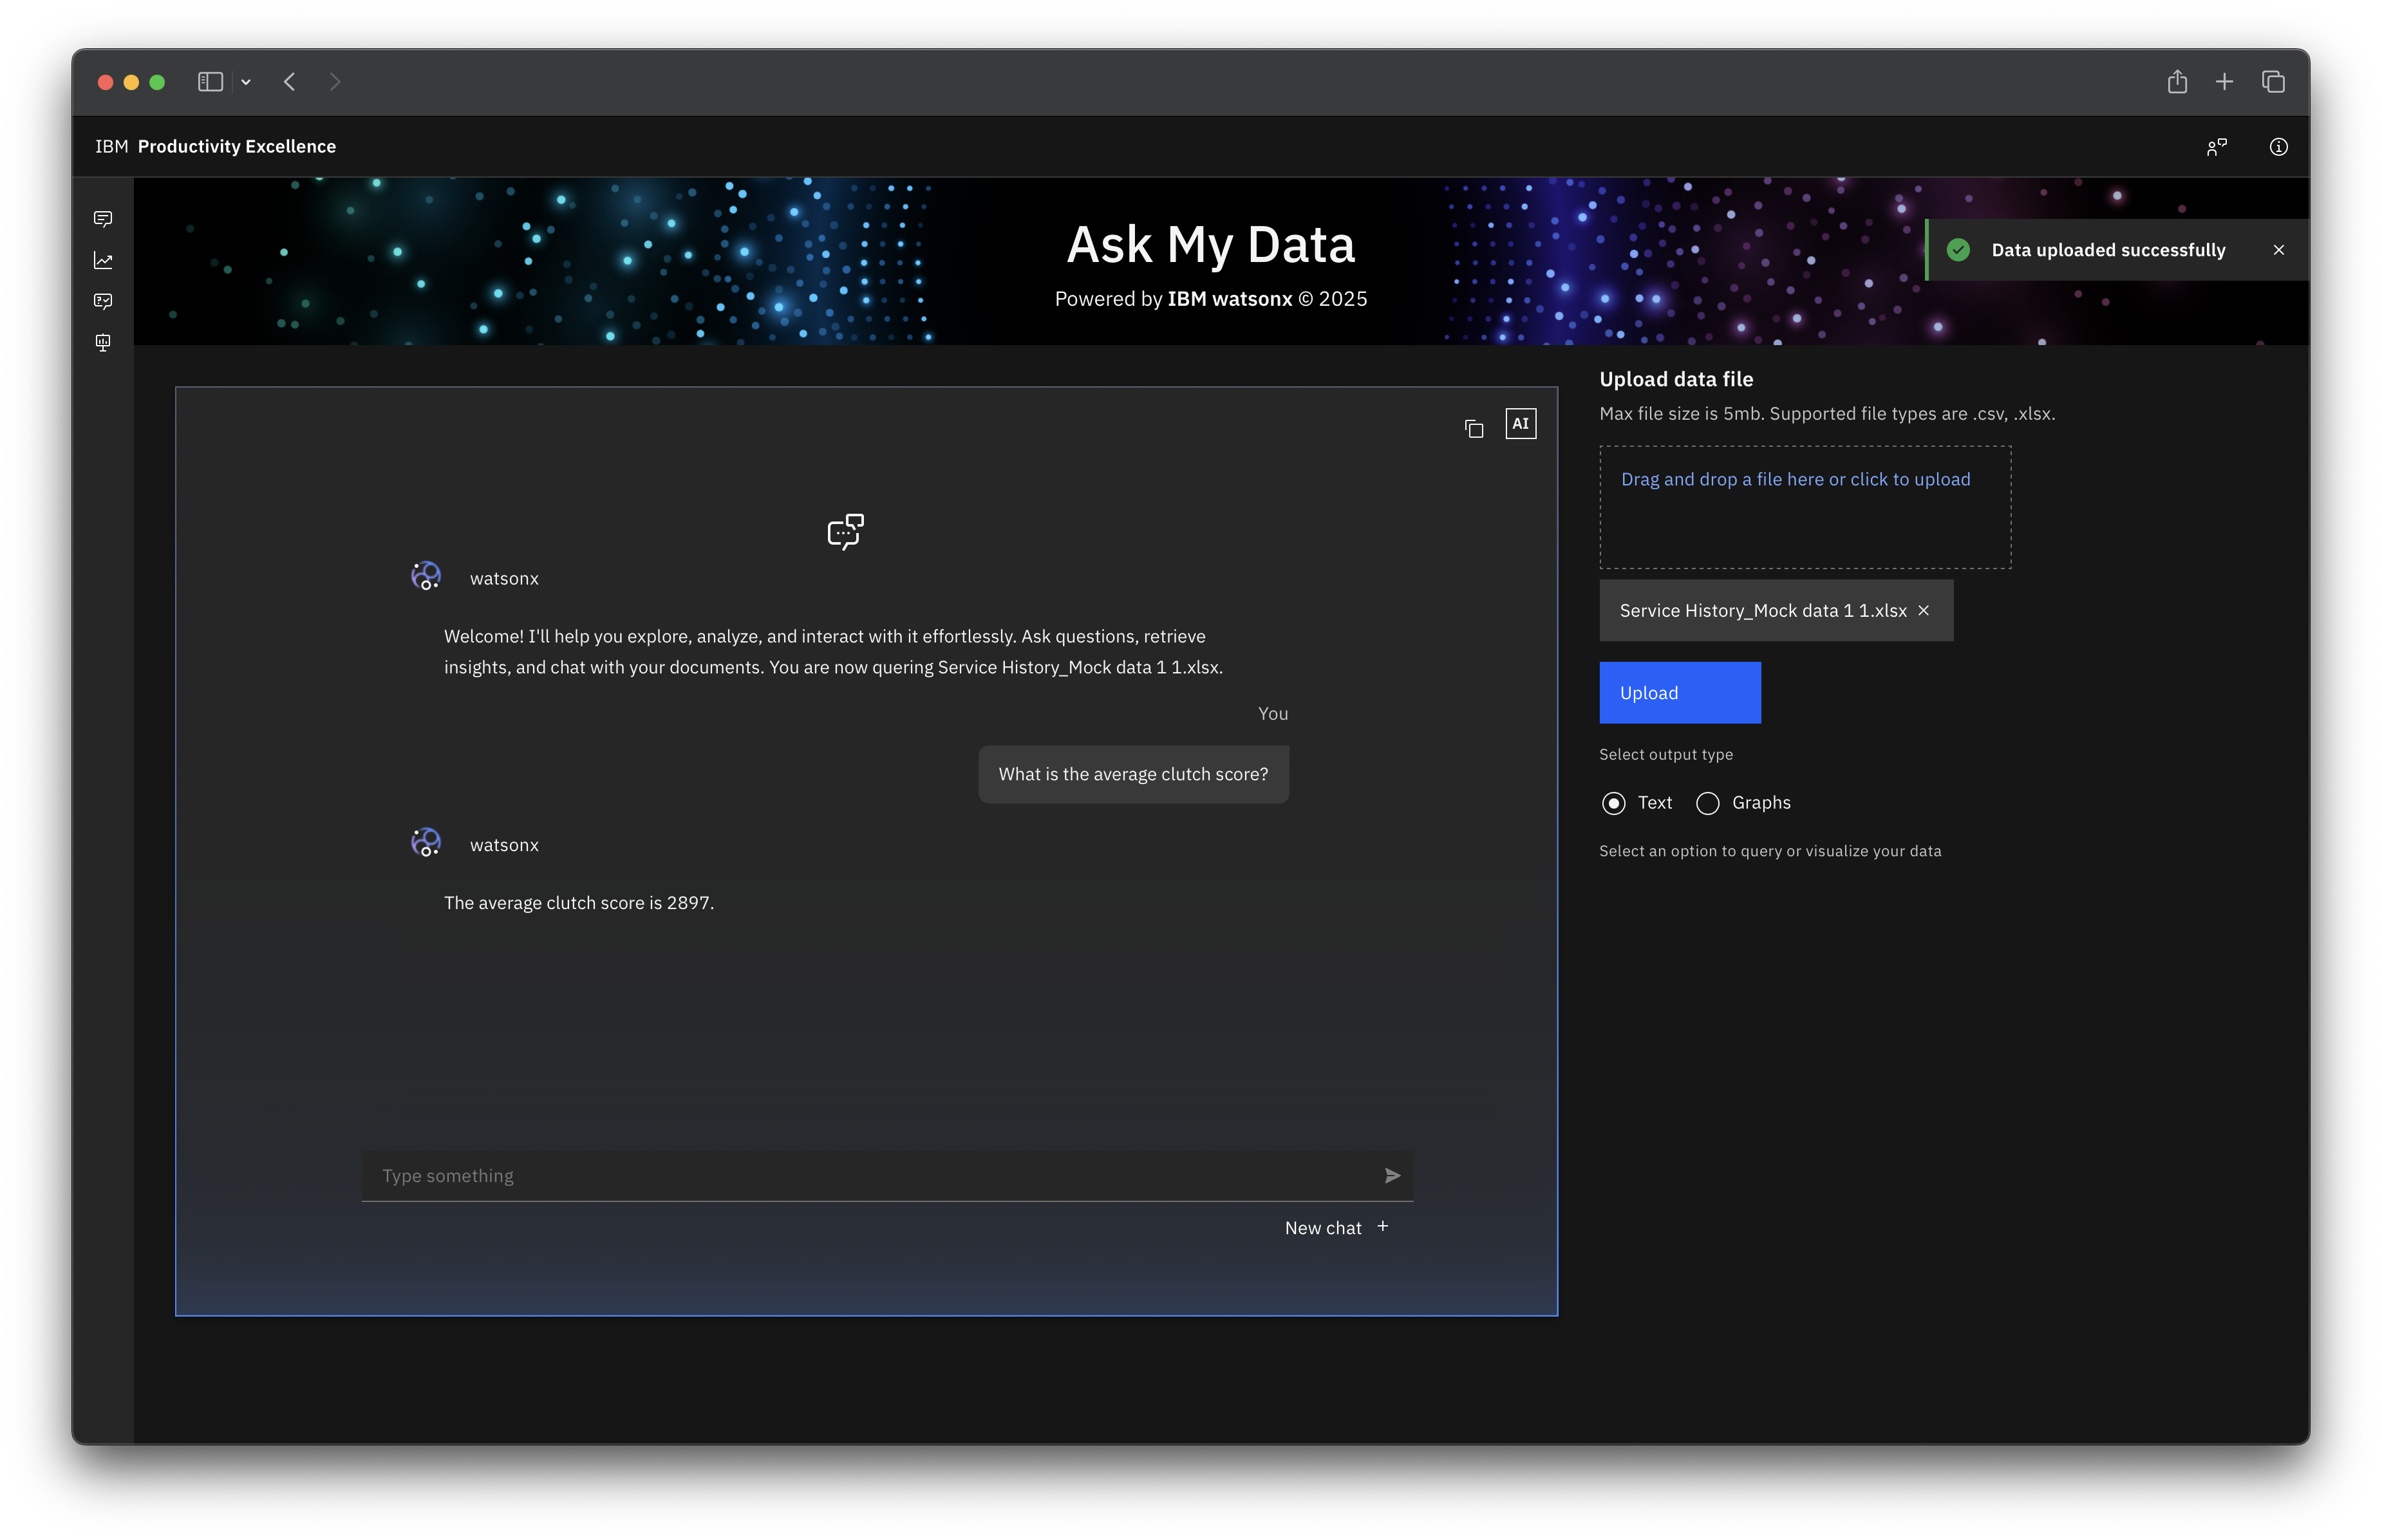 IBM Productivity Excellence
Ask My Data
Powered by IBM watsonx © 2025
Data uploaded successfully
AI
watsonx
Welcome! I'll help you explore, analyze, and interact with it effortlessly. Ask questions, retrieve
insights, and chat with your documents. You are now quering Service History_Mock data 1 1.xlsx.
You
What is the average clutch score?
watsonx
The average clutch score is 2897.
Type something
New chat
Upload data file
Max file size is 5mb. Supported file types are .csv, .xlsx.
Drag and drop a file here or click to upload
Service History_Mock data 1 1.xlsx
Upload
Select output type
Text Graphs
Select an option to query or visualize your data